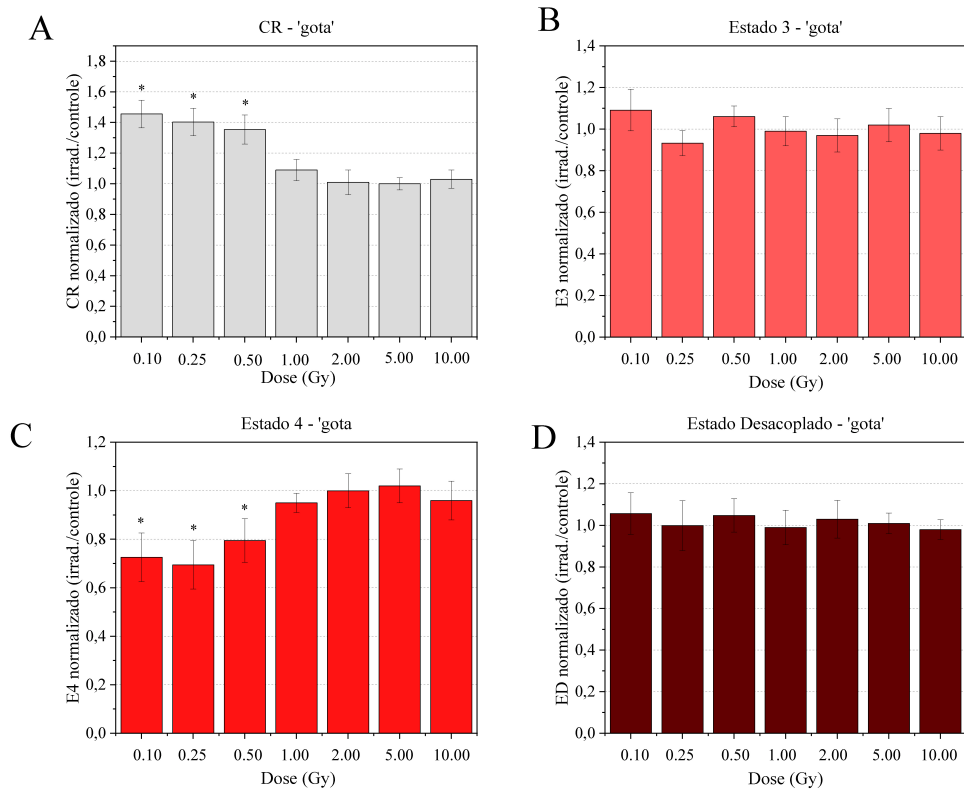 A
CR - 'gota'
CR normalizado (irrad./controle)
1,8
1,6
1,4
1,2
1,0
0,8
0,6
0,4
0,2
0,0
* * *
0.10 0.25 0.50 1.00 2.00 5.00 10.00
Dose (Gy)
B
Estado 3 - 'gota'
E3 normalizado (irrad./controle)
1,4
1,2
1,0
0,8
0,6
0,4
0,2
0,0
0.10 0.25 0.50 1.00 2.00 5.00 10.00
Dose (Gy)
C
Estado 4 - 'gota
E4 normalizado (irrad./controle)
1,2
1,0
0,8
0,6
0,4
0,2
0,0
* * *
0.10 0.25 0.50 1.00 2.00 5.00 10.00
Dose (Gy)
D
Estado Desacoplado - 'gota'
ED normalizado (irrad./controle)
1,4
1,2
1,0
0,8
0,6
0,4
0,2
0,0
0.10 0.25 0.50 1.00 2.00 5.00 10.00
Dose (Gy)